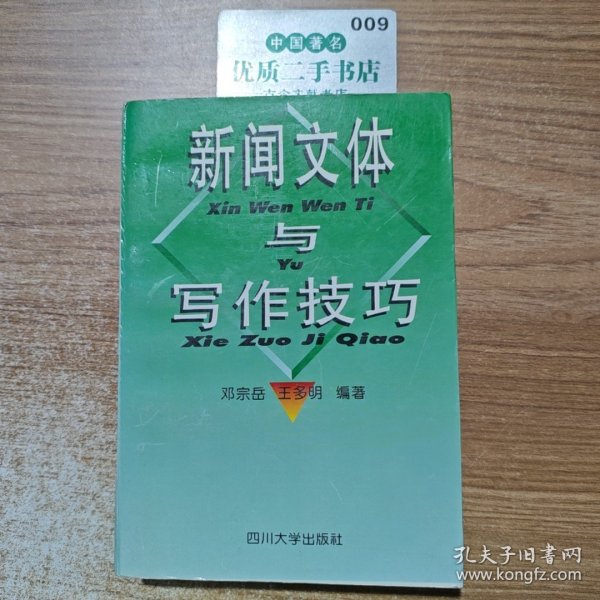 009
中国著名
优质二手书店
新闻文体
Xin Wen Wen Ti
与
Yu
写作技巧
Xie Zuo Ji Qiao
邓宗岳 王多明 编著
四川大学出版社
孔夫子旧书网
www.kongfz.com